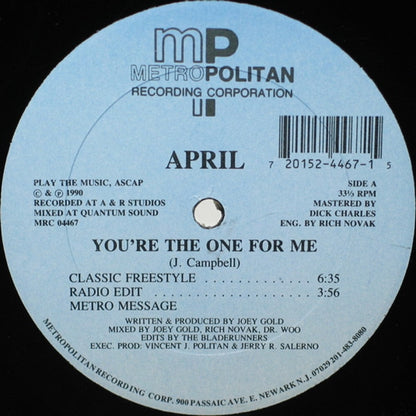 mp
METROPOLITAN
RECORDING CORPORATION
APRIL
7 20152-4467-1 5
PLAY THE MUSIC, ASCAP
© & ℗ 1990
RECORDED AT A & R STUDIOS
MIXED AT QUANTUM SOUND
MRC 04467
SIDE A
33⅓ RPM
MASTERED BY
DICK CHARLES
ENG. BY RICH NOVAK
YOU'RE THE ONE FOR ME
(J. Campbell)
CLASSIC FREESTYLE . . . . . . . . . . . . 6:35
RADIO EDIT . . . . . . . . . . . . . . . . . . . 3:56
METRO MESSAGE
WRITTEN & PRODUCED BY JOEY GOLD
MIXED BY JOEY GOLD, RICH NOVAK, DR. WOO
EDITS BY THE BLADERUNNERS
EXEC. PROD: VINCENT J. POLITAN & JERRY R. SALERNO
METROPOLITAN RECORDING CORP. 900 PASSAIC AVE. E. NEWARK N.J. 07029 201-483-8080